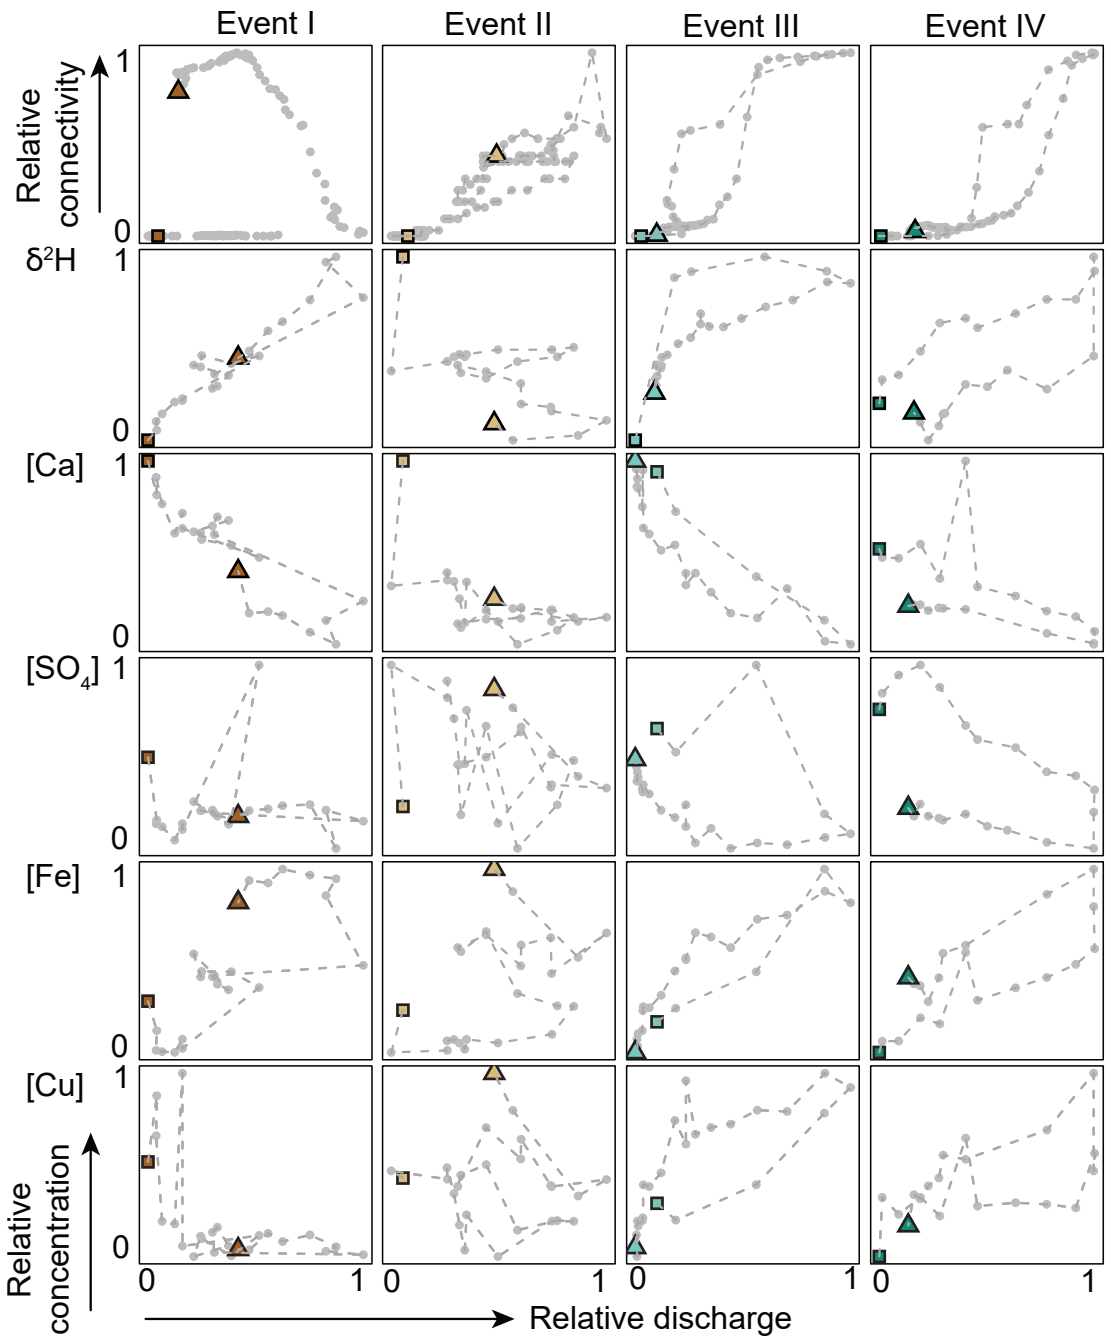 Event I Event II Event III Event IV
Relative
connectivity
1
0
δ²H
1
0
[Ca]
1
0
[SO₄]
1
0
[Fe]
1
0
[Cu]
1
0
Relative
concentration
0 1 0 1 0 1 0 1
Relative discharge